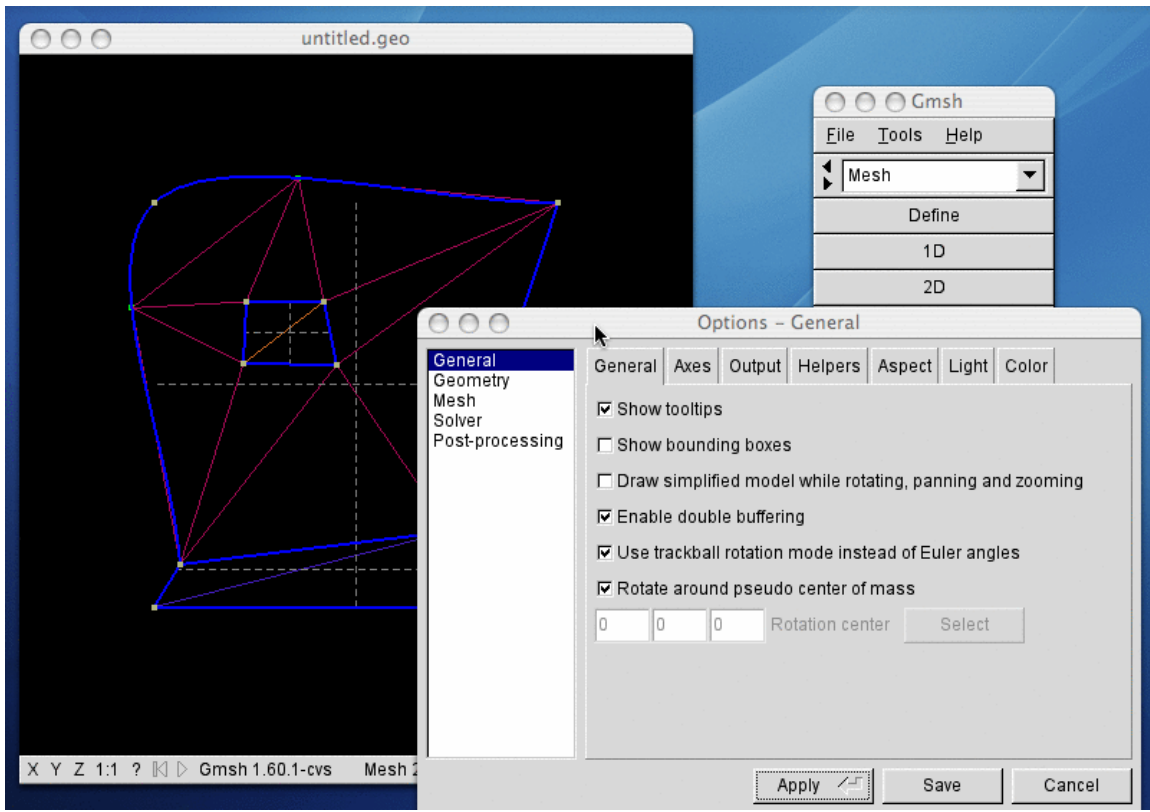 untitled.geo
X Y Z 1:1 ? Gmsh 1.60.1-cvs Mesh
Gmsh
File Tools Help
Mesh
Define
1D
2D
Options – General
General
Geometry
Mesh
Solver
Post-processing
General Axes Output Helpers Aspect Light Color
Show tooltips
Show bounding boxes
Draw simplified model while rotating, panning and zooming
Enable double buffering
Use trackball rotation mode instead of Euler angles
Rotate around pseudo center of mass
0 0 0 Rotation center Select
Apply Save Cancel